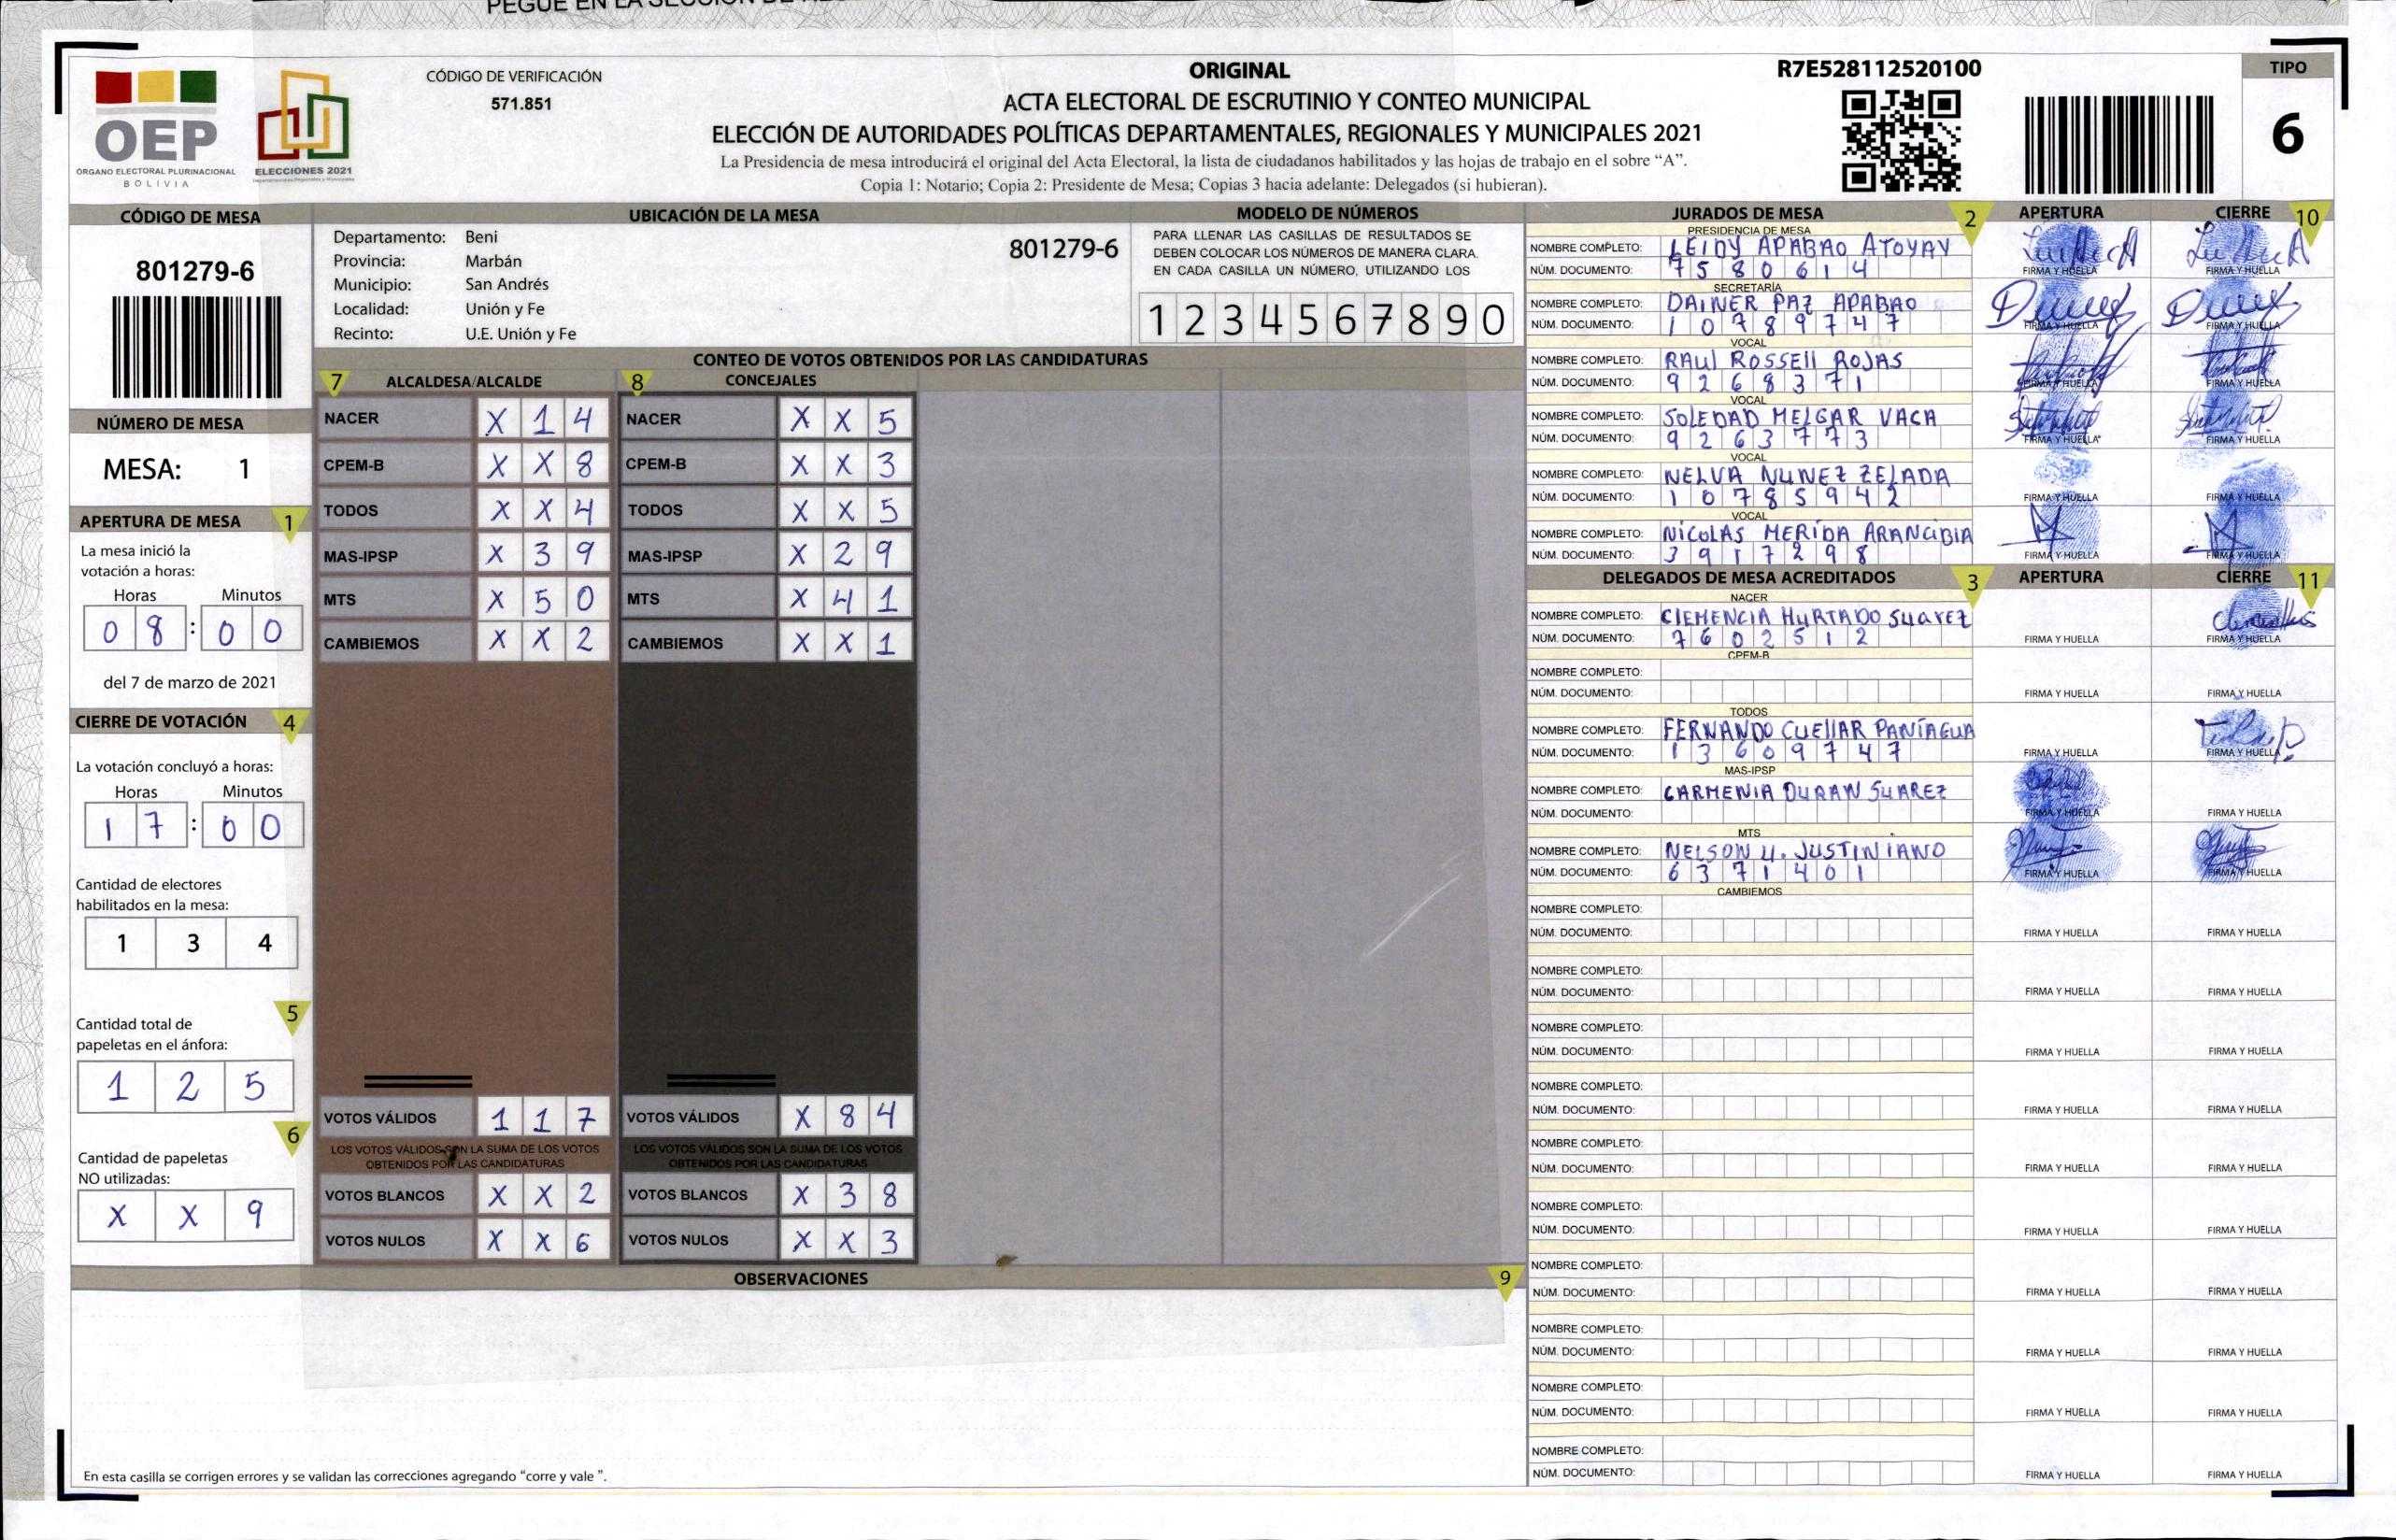 PEGUE EN LA SECCIÓN DE
OEP
ÓRGANO ELECTORAL PLURINACIONAL
BOLIVIA
ELECCIONES 2021
CÓDIGO DE VERIFICACIÓN
571.851
ORIGINAL
ACTA ELECTORAL DE ESCRUTINIO Y CONTEO MUNICIPAL
ELECCIÓN DE AUTORIDADES POLÍTICAS DEPARTAMENTALES, REGIONALES Y MUNICIPALES 2021
La Presidencia de mesa introducirá el original del Acta Electoral, la lista de ciudadanos habilitados y las hojas de trabajo en el sobre “A”.
Copia 1: Notario; Copia 2: Presidente de Mesa; Copias 3 hacia adelante: Delegados (si hubieran).
R7E528112520100
TIPO
6
CÓDIGO DE MESA
801279-6
NÚMERO DE MESA
MESA: 1
APERTURA DE MESA 1
La mesa inició la
votación a horas:
Horas Minutos
0 8 : 0 0
del 7 de marzo de 2021
CIERRE DE VOTACIÓN 4
La votación concluyó a horas:
Horas Minutos
1 7 : 0 0
Cantidad de electores
habilitados en la mesa:
1 3 4
5
Cantidad total de
papeletas en el ánfora:
1 2 5
6
Cantidad de papeletas
NO utilizadas:
X X 9
UBICACIÓN DE LA MESA
Departamento: Beni
801279-6
Provincia: Marbán
Municipio: San Andrés
Localidad: Unión y Fe
Recinto: U.E. Unión y Fe
MODELO DE NÚMEROS
PARA LLENAR LAS CASILLAS DE RESULTADOS SE
DEBEN COLOCAR LOS NÚMEROS DE MANERA CLARA.
EN CADA CASILLA UN NÚMERO, UTILIZANDO LOS
1 2 3 4 5 6 7 8 9 0
CONTEO DE VOTOS OBTENIDOS POR LAS CANDIDATURAS
7 ALCALDESA/ALCALDE
NACER X 1 4
CPEM-B X X 8
TODOS X X 4
MAS-IPSP X 3 9
MTS X 5 0
CAMBIEMOS X X 2
VOTOS VÁLIDOS 1 1 7
LOS VOTOS VÁLIDOS SON LA SUMA DE LOS VOTOS
OBTENIDOS POR LAS CANDIDATURAS
VOTOS BLANCOS X X 2
VOTOS NULOS X X 6
8 CONCEJALES
NACER X X 5
CPEM-B X X 3
TODOS X X 5
MAS-IPSP X 2 9
MTS X 4 1
CAMBIEMOS X X 1
VOTOS VÁLIDOS X 8 4
LOS VOTOS VÁLIDOS SON LA SUMA DE LOS VOTOS
OBTENIDOS POR LAS CANDIDATURAS
VOTOS BLANCOS X 3 8
VOTOS NULOS X X 3
OBSERVACIONES 9
En esta casilla se corrigen errores y se validan las correcciones agregando “corre y vale ”.
JURADOS DE MESA 2 APERTURA CIERRE 10
PRESIDENCIA DE MESA
NOMBRE COMPLETO: LEIDY APABAO ATOYAY
NÚM. DOCUMENTO: 7 5 8 0 6 1 4 FIRMA Y HUELLA FIRMA Y HUELLA
SECRETARÍA
NOMBRE COMPLETO: DAINER PAZ APABAO
NÚM. DOCUMENTO: 1 0 7 8 9 7 4 7 FIRMA Y HUELLA FIRMA Y HUELLA
VOCAL
NOMBRE COMPLETO: RAUL ROSSELL ROJAS
NÚM. DOCUMENTO: 9 2 6 8 3 7 1 FIRMA Y HUELLA FIRMA Y HUELLA
VOCAL
NOMBRE COMPLETO: SOLEDAD MELGAR VACA
NÚM. DOCUMENTO: 9 2 6 3 7 7 3 FIRMA Y HUELLA FIRMA Y HUELLA
VOCAL
NOMBRE COMPLETO: NELVA NUNEZ ZELADA
NÚM. DOCUMENTO: 1 0 7 8 5 9 4 2 FIRMA Y HUELLA FIRMA Y HUELLA
VOCAL
NOMBRE COMPLETO: NICOLAS MERIDA ARANCIBIA
NÚM. DOCUMENTO: 3 9 1 7 2 9 8 FIRMA Y HUELLA FIRMA Y HUELLA
DELEGADOS DE MESA ACREDITADOS 3 APERTURA CIERRE 11
NACER
NOMBRE COMPLETO: CLEMENCIA HURTADO SUAREZ
NÚM. DOCUMENTO: 7 6 0 2 5 1 2 FIRMA Y HUELLA FIRMA Y HUELLA
CPEM-B
NOMBRE COMPLETO:
NÚM. DOCUMENTO: FIRMA Y HUELLA FIRMA Y HUELLA
TODOS
NOMBRE COMPLETO: FERNANDO CUELLAR PANIAGUA
NÚM. DOCUMENTO: 1 3 6 0 9 7 4 7 FIRMA Y HUELLA FIRMA Y HUELLA
MAS-IPSP
NOMBRE COMPLETO: CARMENIA DURAN SUAREZ
NÚM. DOCUMENTO: FIRMA Y HUELLA FIRMA Y HUELLA
MTS
NOMBRE COMPLETO: NELSON U. JUSTINIANO
NÚM. DOCUMENTO: 6 3 7 1 4 0 1 FIRMA Y HUELLA FIRMA Y HUELLA
CAMBIEMOS
NOMBRE COMPLETO:
NÚM. DOCUMENTO: FIRMA Y HUELLA FIRMA Y HUELLA
NOMBRE COMPLETO:
NÚM. DOCUMENTO: FIRMA Y HUELLA FIRMA Y HUELLA
NOMBRE COMPLETO:
NÚM. DOCUMENTO: FIRMA Y HUELLA FIRMA Y HUELLA
NOMBRE COMPLETO:
NÚM. DOCUMENTO: FIRMA Y HUELLA FIRMA Y HUELLA
NOMBRE COMPLETO:
NÚM. DOCUMENTO: FIRMA Y HUELLA FIRMA Y HUELLA
NOMBRE COMPLETO:
NÚM. DOCUMENTO: FIRMA Y HUELLA FIRMA Y HUELLA
NOMBRE COMPLETO:
NÚM. DOCUMENTO: FIRMA Y HUELLA FIRMA Y HUELLA
NOMBRE COMPLETO:
NÚM. DOCUMENTO: FIRMA Y HUELLA FIRMA Y HUELLA
NOMBRE COMPLETO:
NÚM. DOCUMENTO: FIRMA Y HUELLA FIRMA Y HUELLA
NOMBRE COMPLETO:
NÚM. DOCUMENTO: FIRMA Y HUELLA FIRMA Y HUELLA